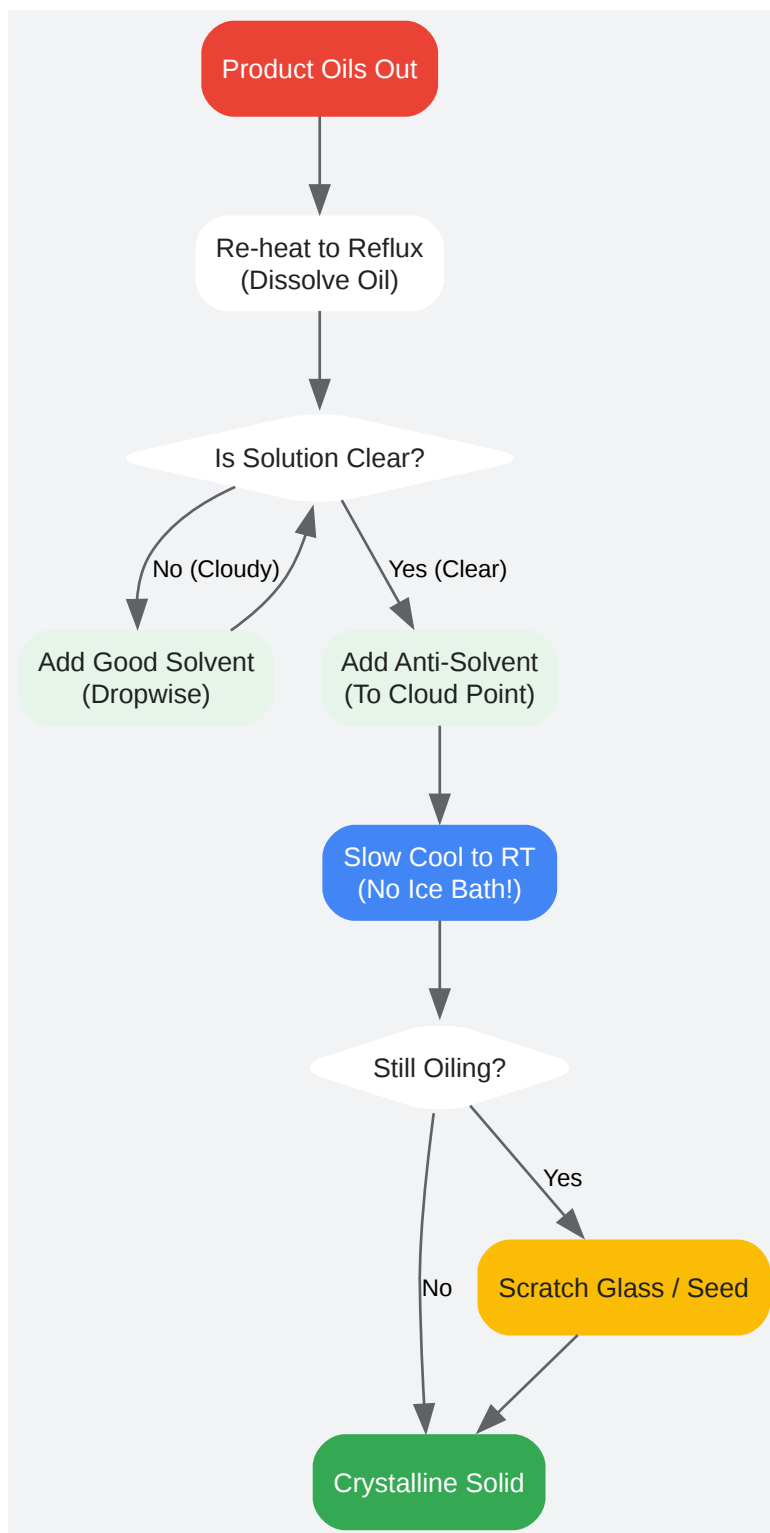 Product Oils Out
Re-heat to Reflux
(Dissolve Oil)
Is Solution Clear?
No (Cloudy)
Yes (Clear)
Add Good Solvent
(Dropwise)
Add Anti-Solvent
(To Cloud Point)
Slow Cool to RT
(No Ice Bath!)
Still Oiling?
Yes
No
Scratch Glass / Seed
Crystalline Solid